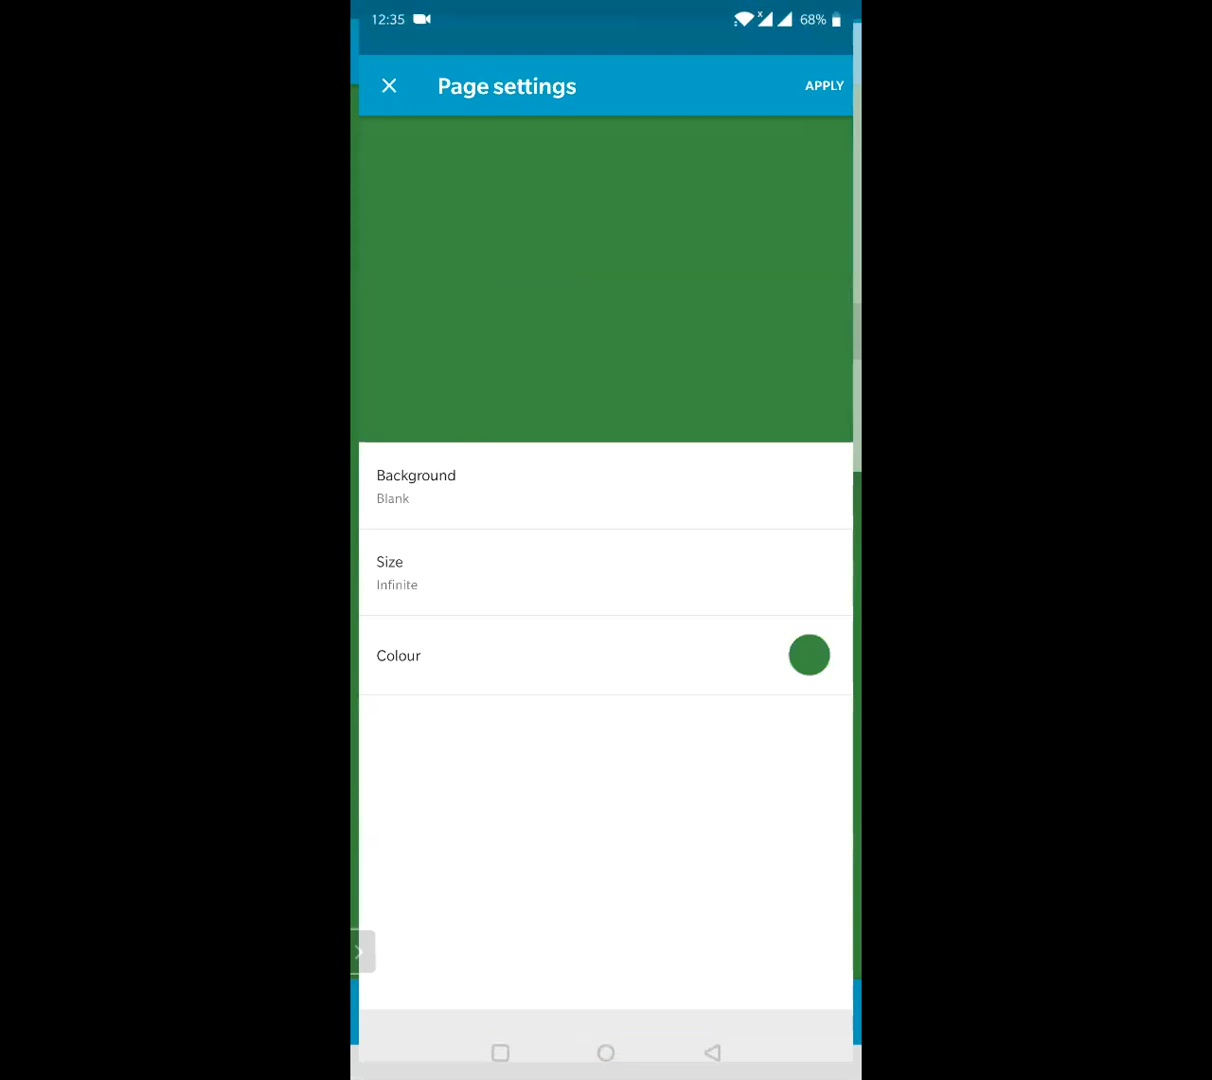 12:35
68%
Page settings
APPLY
Background
Blank
Size
Infinite
Colour